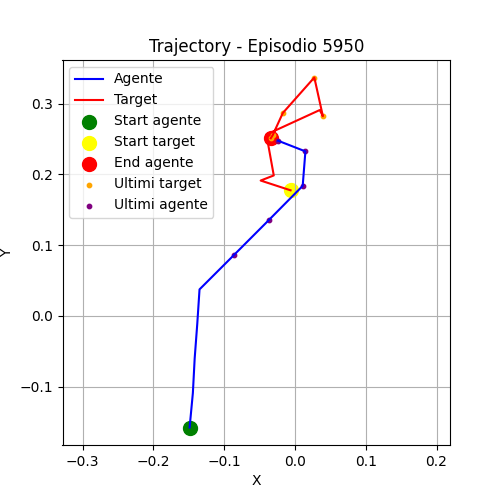 Trajectory - Episodio 5950
Agente
Target
Start agente
Start target
End agente
Ultimi target
Ultimi agente
Y
0.3
0.2
0.1
0.0
−0.1
−0.3
−0.2
−0.1
0.0
0.1
0.2
X